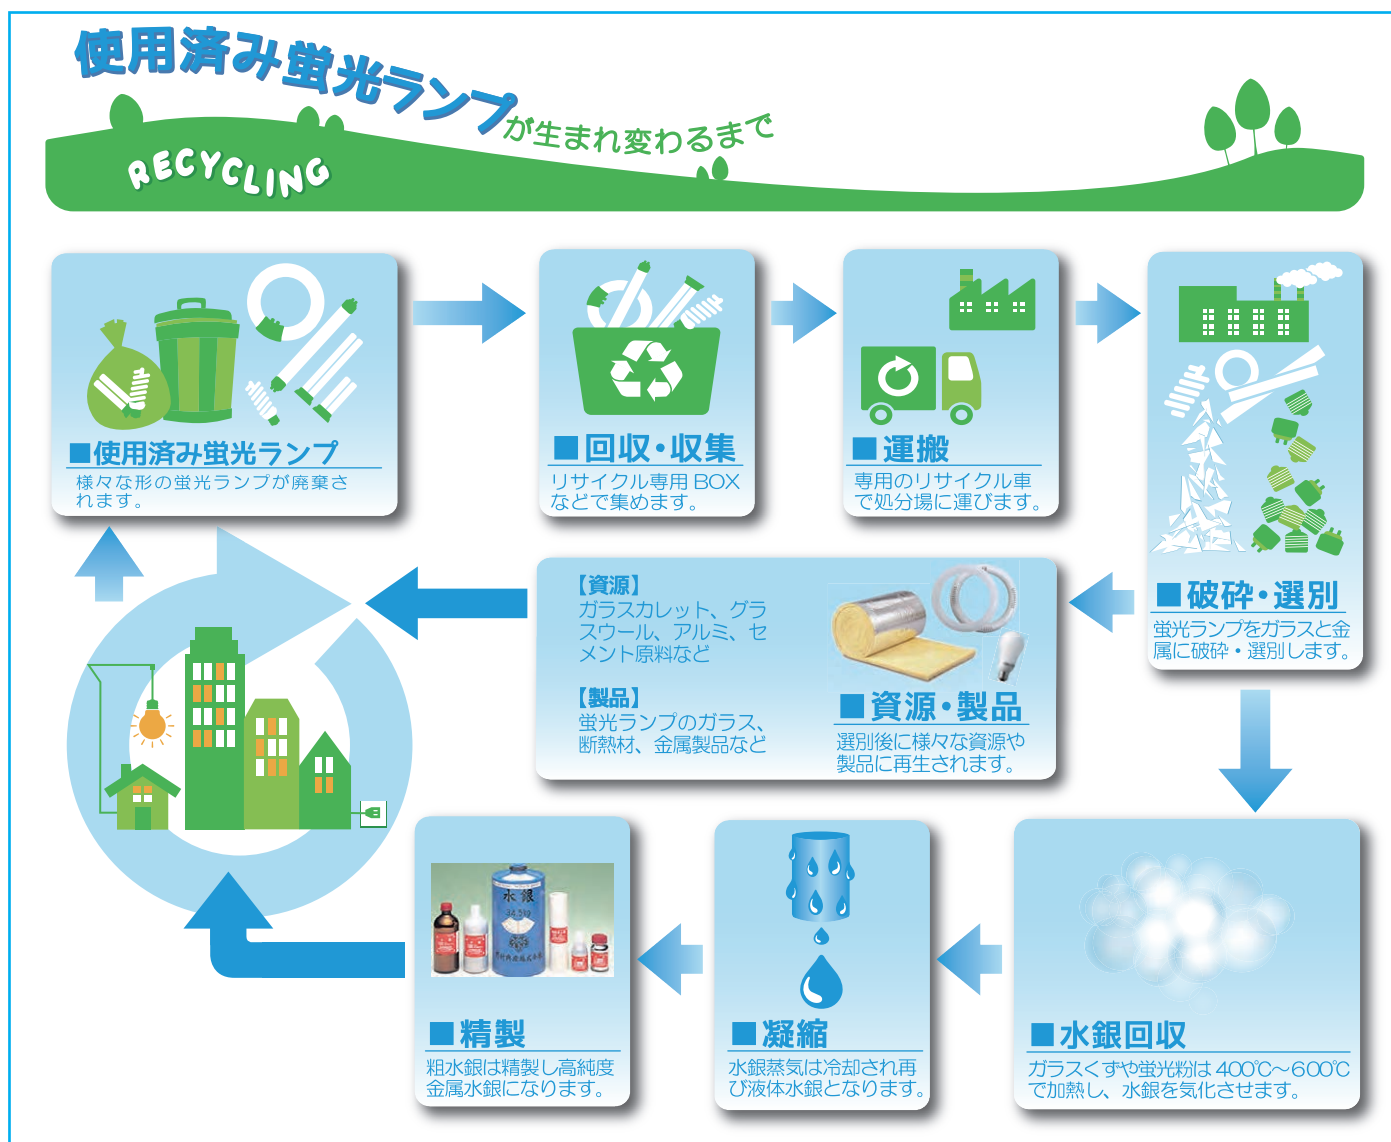 使用済み蛍光ランプが生まれ変わるまで
RECYCLING
■使用済み蛍光ランプ
様々な形の蛍光ランプが廃棄さ
れます。
■回収・収集
リサイクル専用 BOX
などで集めます。
■運搬
専用のリサイクル車
で処分場に運びます。
■破砕・選別
蛍光ランプをガラスと金
属に破砕・選別します。
【資源】
ガラスカレット、グラ
スウール、アルミ、セ
メント原料など
【製品】
蛍光ランプのガラス、
断熱材、金属製品など
■資源・製品
選別後に様々な資源や
製品に再生されます。
水銀
■精製
粗水銀は精製し高純度
金属水銀になります。
■凝縮
水銀蒸気は冷却され再
び液体水銀となります。
■水銀回収
ガラスくずや蛍光粉は 400℃〜600℃
で加熱し、水銀を気化させます。